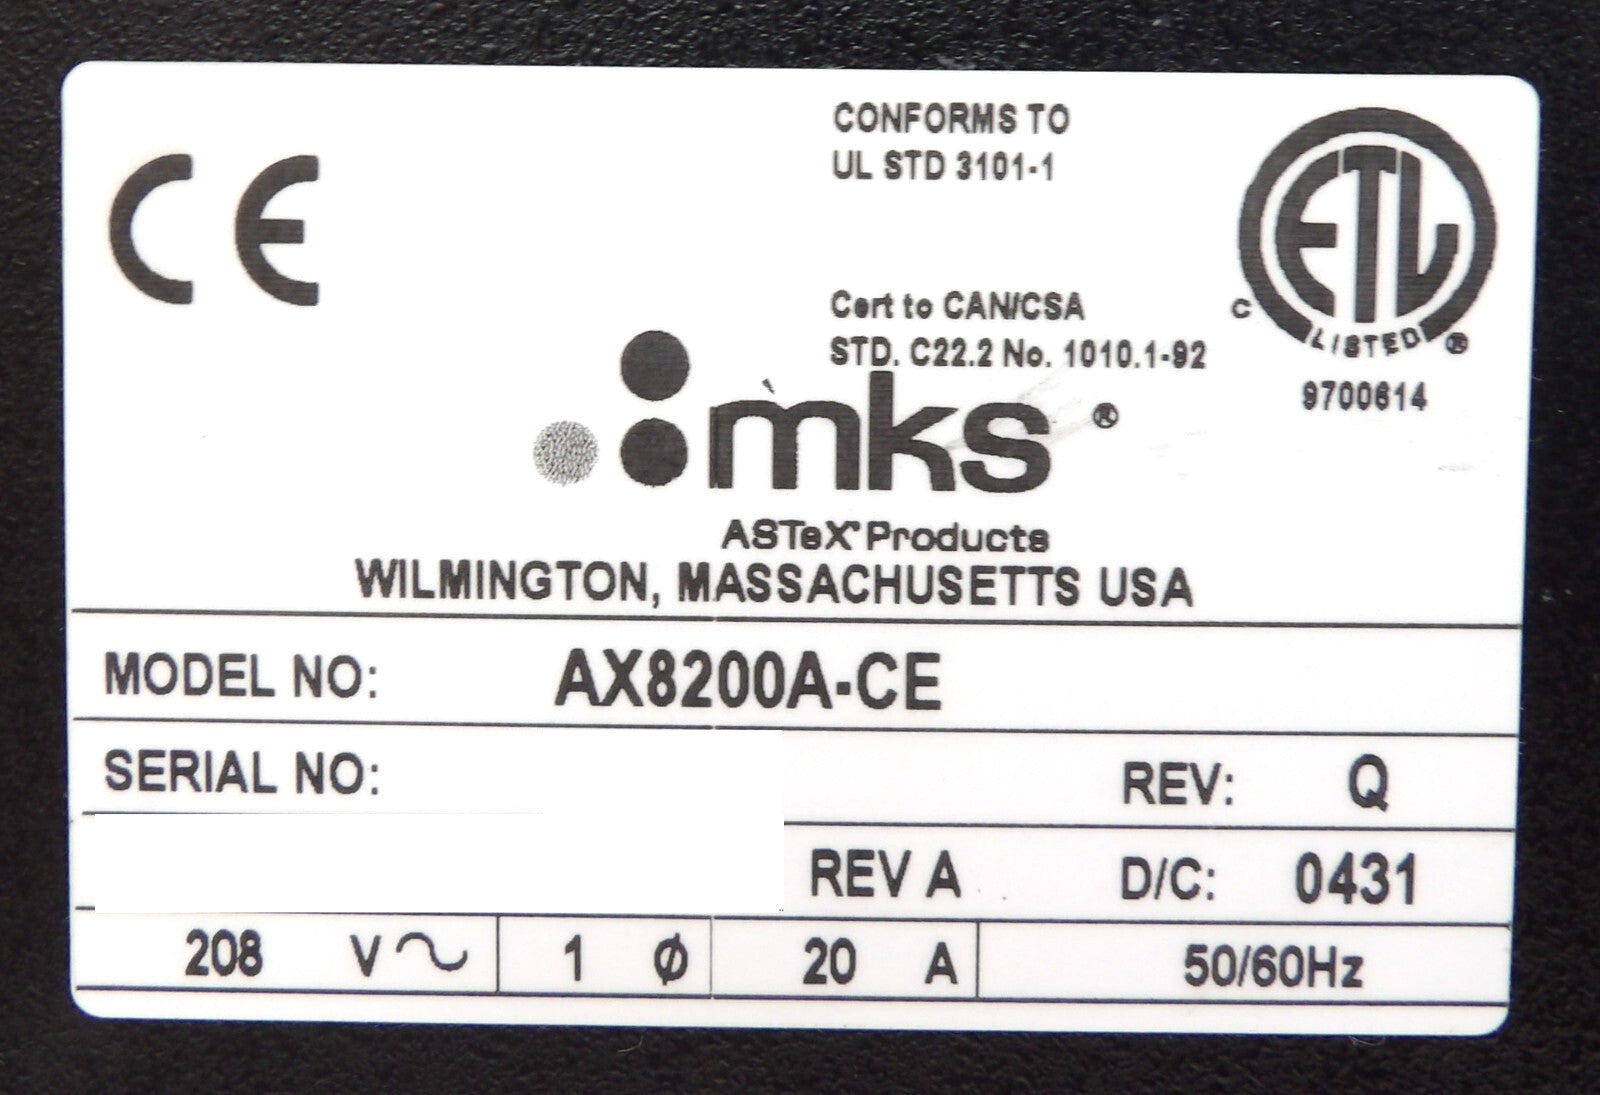 CE
CONFORMS TO
UL STD 3101-1
ETL
C LISTED ®
9700614
Cert to CAN/CSA
STD. C22.2 No. 1010.1-92
mks ®
ASTeX® Products
WILMINGTON, MASSACHUSETTS USA
MODEL NO: AX8200A-CE
SERIAL NO: REV: Q
REV A D/C: 0431
208 V~ 1 Ø 20 A 50/60Hz